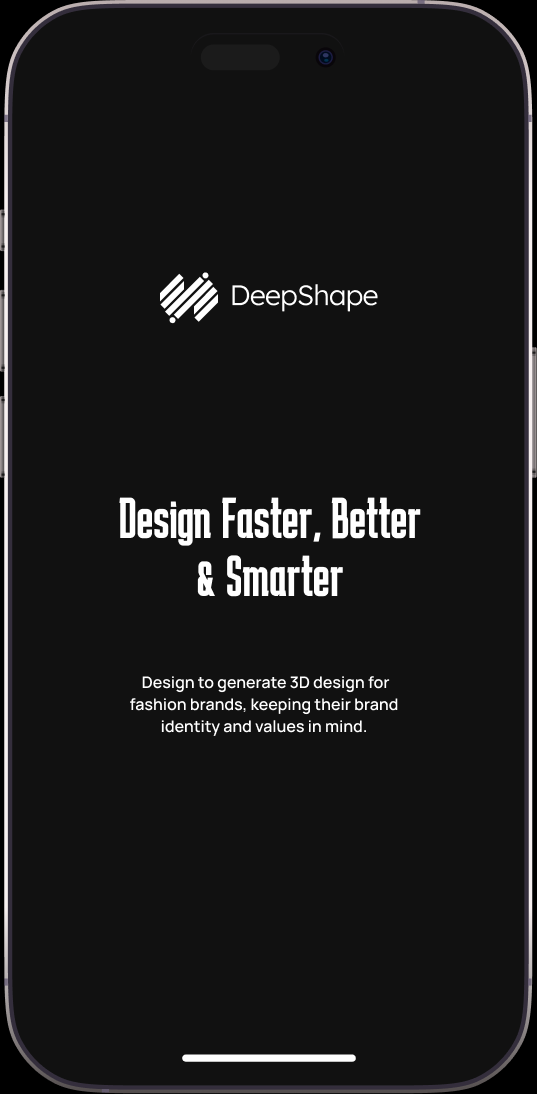 DeepShape
Design Faster, Better
& Smarter
Design to generate 3D design for
fashion brands, keeping their brand
identity and values in mind.